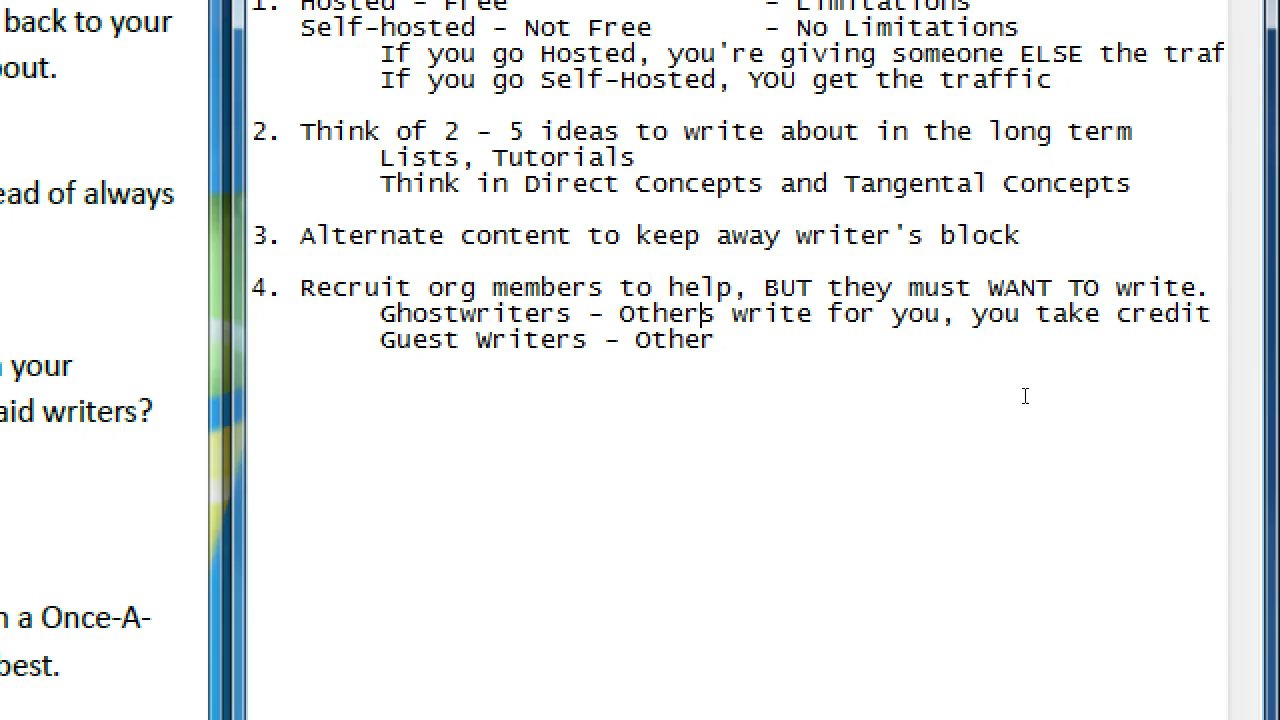 back to your
out.
ead of always
your
aid writers?
n a Once-A-
best.
1. Hosted - Free - Limitations
Self-hosted - Not Free - No Limitations
If you go Hosted, you're giving someone ELSE the traf
If you go Self-Hosted, YOU get the traffic
2. Think of 2 - 5 ideas to write about in the long term
Lists, Tutorials
Think in Direct Concepts and Tangental Concepts
3. Alternate content to keep away writer's block
4. Recruit org members to help, BUT they must WANT TO write.
Ghostwriters - Others write for you, you take credit
Guest Writers - Other